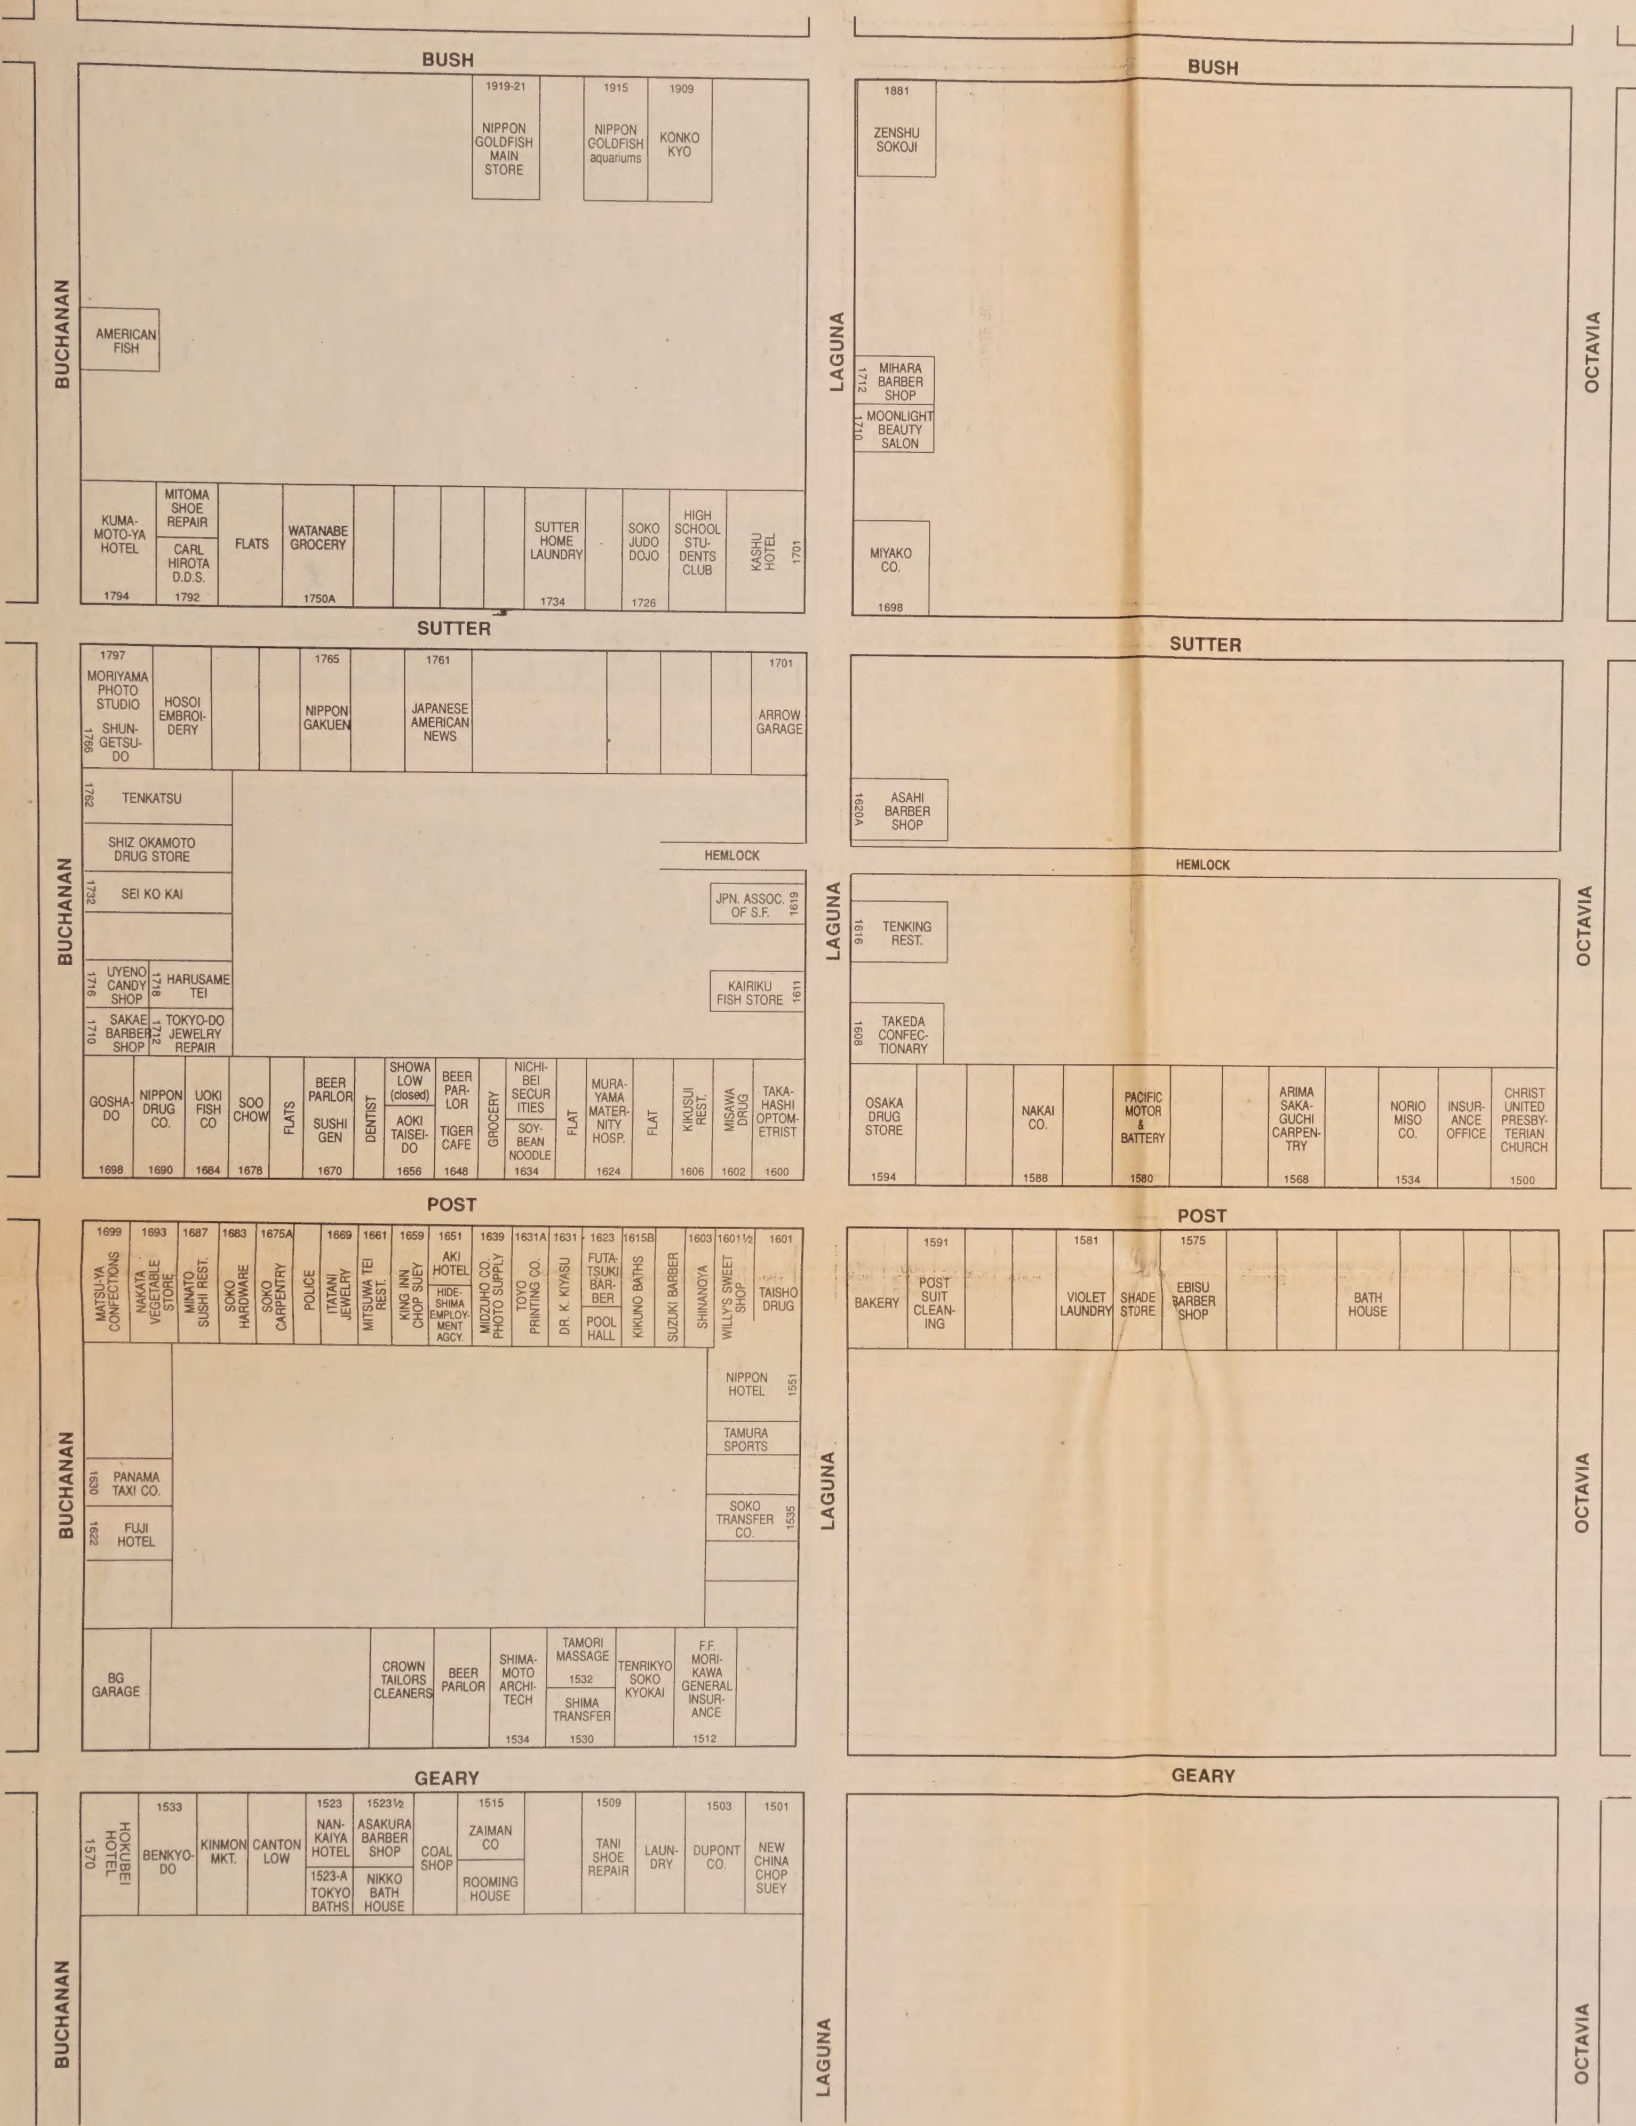 BUSH
BUSH
1919-21
NIPPON
GOLDFISH
MAIN
STORE
1915
NIPPON
GOLDFISH
aquariums
1909
KONKO
KYO
1881
ZENSHU
SOKOJI
BUCHANAN
AMERICAN
FISH
LAGUNA
1712
MIHARA
BARBER
SHOP
1710
MOONLIGHT
BEAUTY
SALON
OCTAVIA
KUMA-
MOTO-YA
HOTEL
1794
MITOMA
SHOE
REPAIR
CARL
HIROTA
D.D.S.
1792
FLATS
WATANABE
GROCERY
1750A
SUTTER
HOME
LAUNDRY
1734
SOKO
JUDO
DOJO
1726
HIGH
SCHOOL
STU-
DENTS
CLUB
KASHU
HOTEL
1701
MIYAKO
CO.
1698
SUTTER
SUTTER
1797
MORIYAMA
PHOTO
STUDIO
1766
SHUN-
GETSU-
DO
HOSOI
EMBROI-
DERY
1765
NIPPON
GAKUEN
1761
JAPANESE
AMERICAN
NEWS
1701
ARROW
GARAGE
1762
TENKATSU
SHIZ OKAMOTO
DRUG STORE
1732
SEI KO KAI
BUCHANAN
1716
UYENO
CANDY
SHOP
1718
HARUSAME
TEI
1710
SAKAE
BARBER
SHOP
1712
TOKYO-DO
JEWELRY
REPAIR
HEMLOCK
JPN. ASSOC.
OF S.F.
1619
KAIRIKU
FISH STORE
1611
LAGUNA
1620A
ASAHI
BARBER
SHOP
HEMLOCK
1616
TENKING
REST.
1608
TAKEDA
CONFEC-
TIONARY
OCTAVIA
GOSHA-
DO
1698
NIPPON
DRUG
CO.
1690
UOKI
FISH
CO
1684
SOO
CHOW
1678
FLATS
BEER
PARLOR
SUSHI
GEN
1670
DENTIST
SHOWA
LOW
(closed)
AOKI
TAISEI-
DO
1656
BEER
PAR-
LOR
TIGER
CAFE
1648
GROCERY
NICHI-
BEI
SECUR
ITIES
SOY-
BEAN
NOODLE
1634
FLAT
MURA-
YAMA
MATER-
NITY
HOSP.
1624
FLAT
KIKUSUI
REST.
1606
MISAWA
DRUG
1602
TAKA-
HASHI
OPTOM-
ETRIST
1600
OSAKA
DRUG
STORE
1594
NAKAI
CO.
1588
PACIFIC
MOTOR
&
BATTERY
1580
ARIMA
SAKA-
GUCHI
CARPEN-
TRY
1568
NORIO
MISO
CO.
1534
INSUR-
ANCE
OFFICE
CHRIST
UNITED
PRESBY-
TERIAN
CHURCH
1500
POST
POST
1699
MATSU-YA
CONFECTIONS
1693
NAKATA
VEGETABLE
STORE
1687
MINATO
SUSHI REST.
1683
SOKO
HARDWARE
1675A
SOKO
CARPENTRY
POLICE
1669
ITATANI
JEWELRY
1661
MITSUWA TEI
REST.
1659
KING INN
CHOP SUEY
1651
AKI
HOTEL
HIDE-
SHIMA
EMPLOY-
MENT
AGCY.
1639
MIDZUHO CO.
PHOTO SUPPLY
1631A
TOYO
PRINTING CO.
1631
DR. K. KIYASU
1623
FUTA-
TSUKI
BAR-
BER
POOL
HALL
1615B
KIKUNO BATHS
SUZUKI BARBER
1603
SHINANOYA
1601½
WILLY'S SWEET
SHOP
1601
TAISHO
DRUG
BAKERY
1591
POST
SUIT
CLEAN-
ING
1581
VIOLET
LAUNDRY
SHADE
STORE
1575
EBISU
BARBER
SHOP
BATH
HOUSE
NIPPON
HOTEL
1551
TAMURA
SPORTS
SOKO
TRANSFER
CO.
1535
BUCHANAN
1630
PANAMA
TAXI CO.
1622
FUJI
HOTEL
LAGUNA
OCTAVIA
BG
GARAGE
CROWN
TAILORS
CLEANERS
BEER
PARLOR
SHIMA-
MOTO
ARCHI-
TECH
1534
TAMORI
MASSAGE
1532
SHIMA
TRANSFER
1530
TENRIKYO
SOKO
KYOKAI
F.F.
MORI-
KAWA
GENERAL
INSUR-
ANCE
1512
GEARY
GEARY
HOKUBEI
HOTEL
1570
1533
BENKYO-
DO
KINMON
MKT.
CANTON
LOW
1523
NAN-
KAIYA
HOTEL
1523-A
TOKYO
BATHS
1523½
ASAKURA
BARBER
SHOP
NIKKO
BATH
HOUSE
COAL
SHOP
1515
ZAIMAN
CO
ROOMING
HOUSE
1509
TANI
SHOE
REPAIR
LAUN-
DRY
1503
DUPONT
CO.
1501
NEW
CHINA
CHOP
SUEY
BUCHANAN
LAGUNA
OCTAVIA